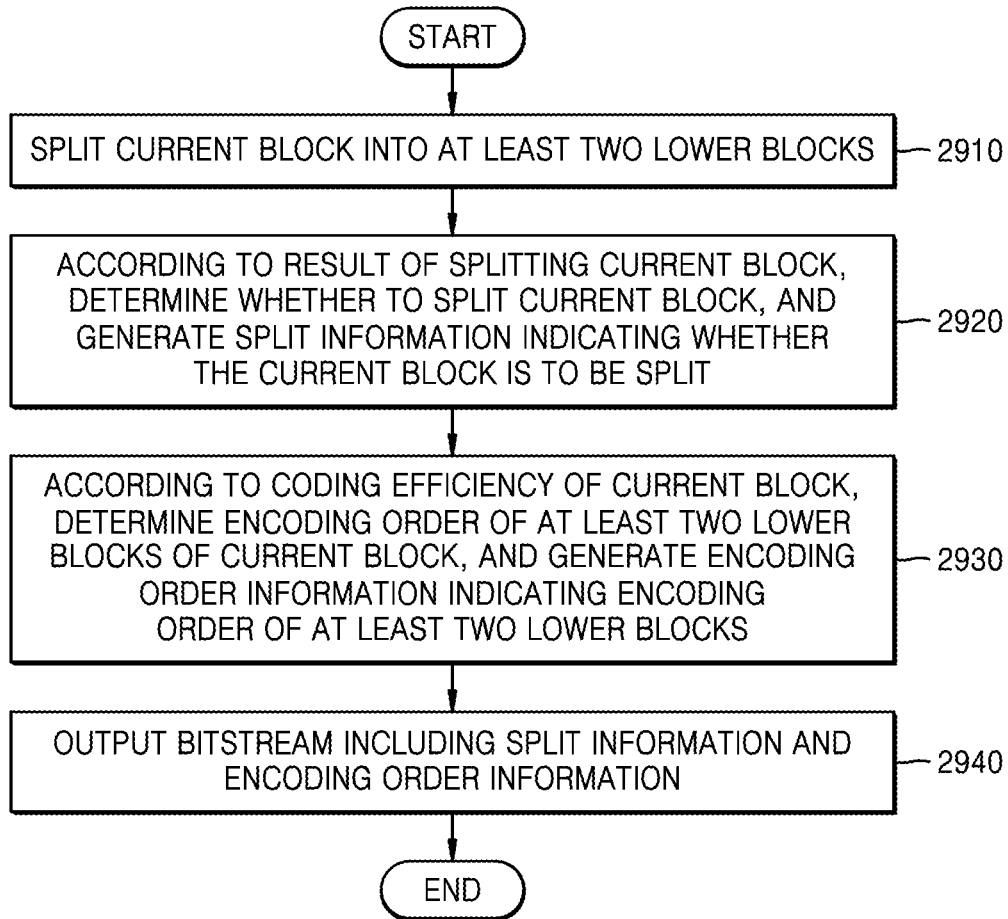 START
SPLIT CURRENT BLOCK INTO AT LEAST TWO LOWER BLOCKS
2910
ACCORDING TO RESULT OF SPLITTING CURRENT BLOCK,
DETERMINE WHETHER TO SPLIT CURRENT BLOCK, AND
GENERATE SPLIT INFORMATION INDICATING WHETHER
THE CURRENT BLOCK IS TO BE SPLIT
2920
ACCORDING TO CODING EFFICIENCY OF CURRENT BLOCK,
DETERMINE ENCODING ORDER OF AT LEAST TWO LOWER
BLOCKS OF CURRENT BLOCK, AND GENERATE ENCODING
ORDER INFORMATION INDICATING ENCODING
ORDER OF AT LEAST TWO LOWER BLOCKS
2930
OUTPUT BITSTREAM INCLUDING SPLIT INFORMATION AND
ENCODING ORDER INFORMATION
2940
END